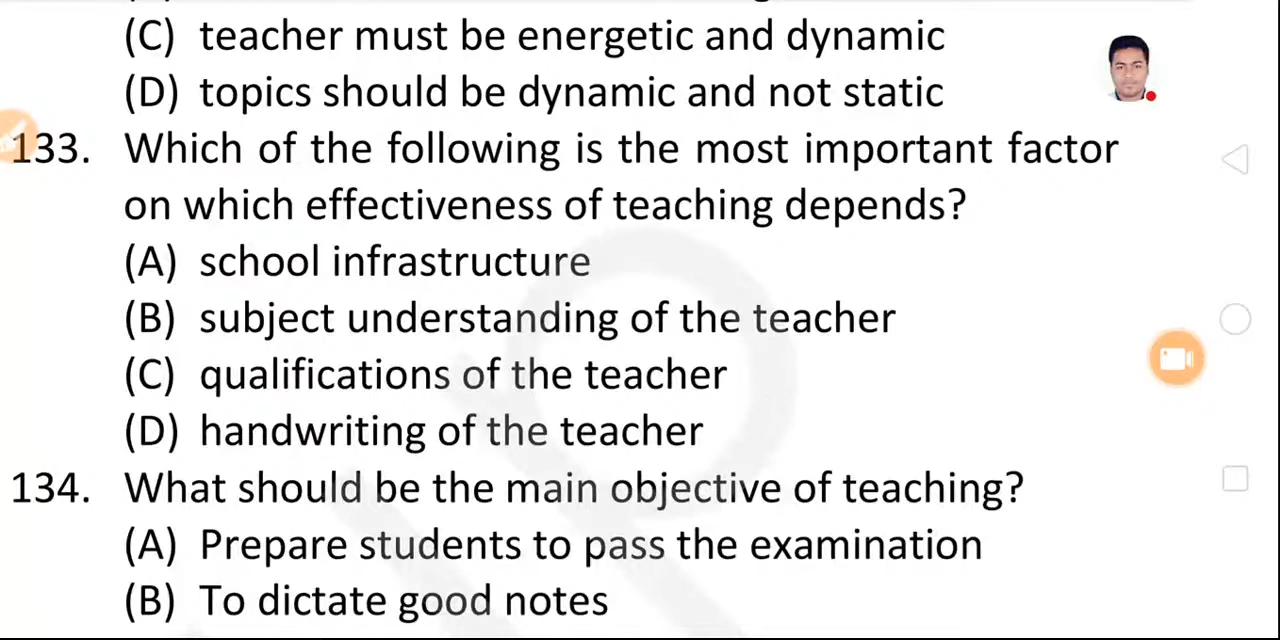 (C) teacher must be energetic and dynamic
(D) topics should be dynamic and not static
133. Which of the following is the most important factor
on which effectiveness of teaching depends?
(A) school infrastructure
(B) subject understanding of the teacher
(C) qualifications of the teacher
(D) handwriting of the teacher
134. What should be the main objective of teaching?
(A) Prepare students to pass the examination
(B) To dictate good notes